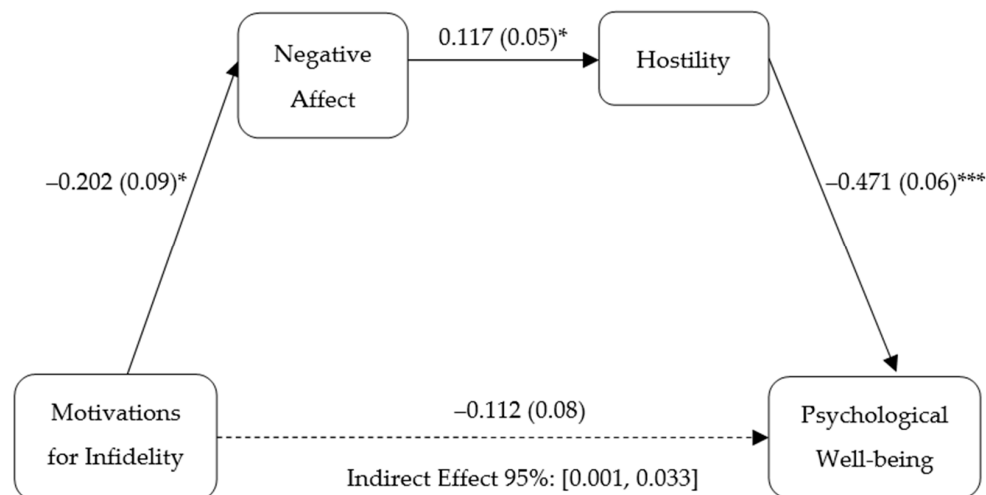 0.117 (0.05)*
Negative
Affect
Hostility
–0.202 (0.09)*
–0.471 (0.06)***
Motivations
for Infidelity
–0.112 (0.08)
Psychological
Well-being
Indirect Effect 95%: [0.001, 0.033]